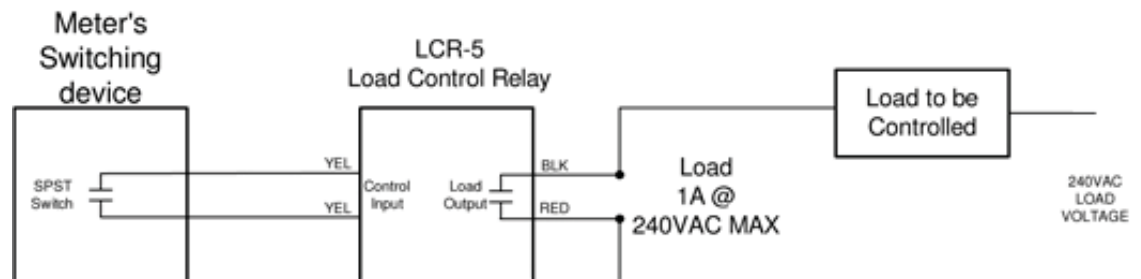 Meter's
Switching
device
LCR-5
Load Control Relay
Load to be
Controlled
YEL
BLK
SPST
Switch
Control
Input
Load
Output
Load
1A @
240VAC MAX
240VAC
LOAD
VOLTAGE
YEL
RED